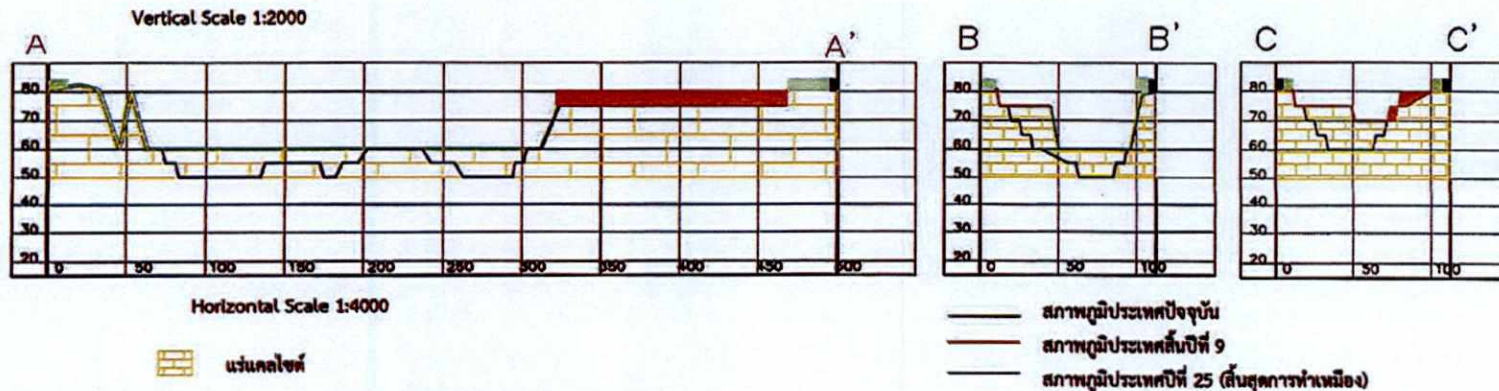 Vertical Scale 1:2000
A A'
B B'
C C'
80 80 80
70 70 70
60 60 60
50 50 50
40 40 40
30 30 30
20 20 20
0 50 100 150 200 250 300 350 400 450 500
0 50 100
0 50 100
Horizontal Scale 1:4000
แร่แคลไซต์
สภาพภูมิประเทศปัจจุบัน
สภาพภูมิประเทศสิ้นปีที่ 9
สภาพภูมิประเทศปีที่ 25 (สิ้นสุดการทำเหมือง)